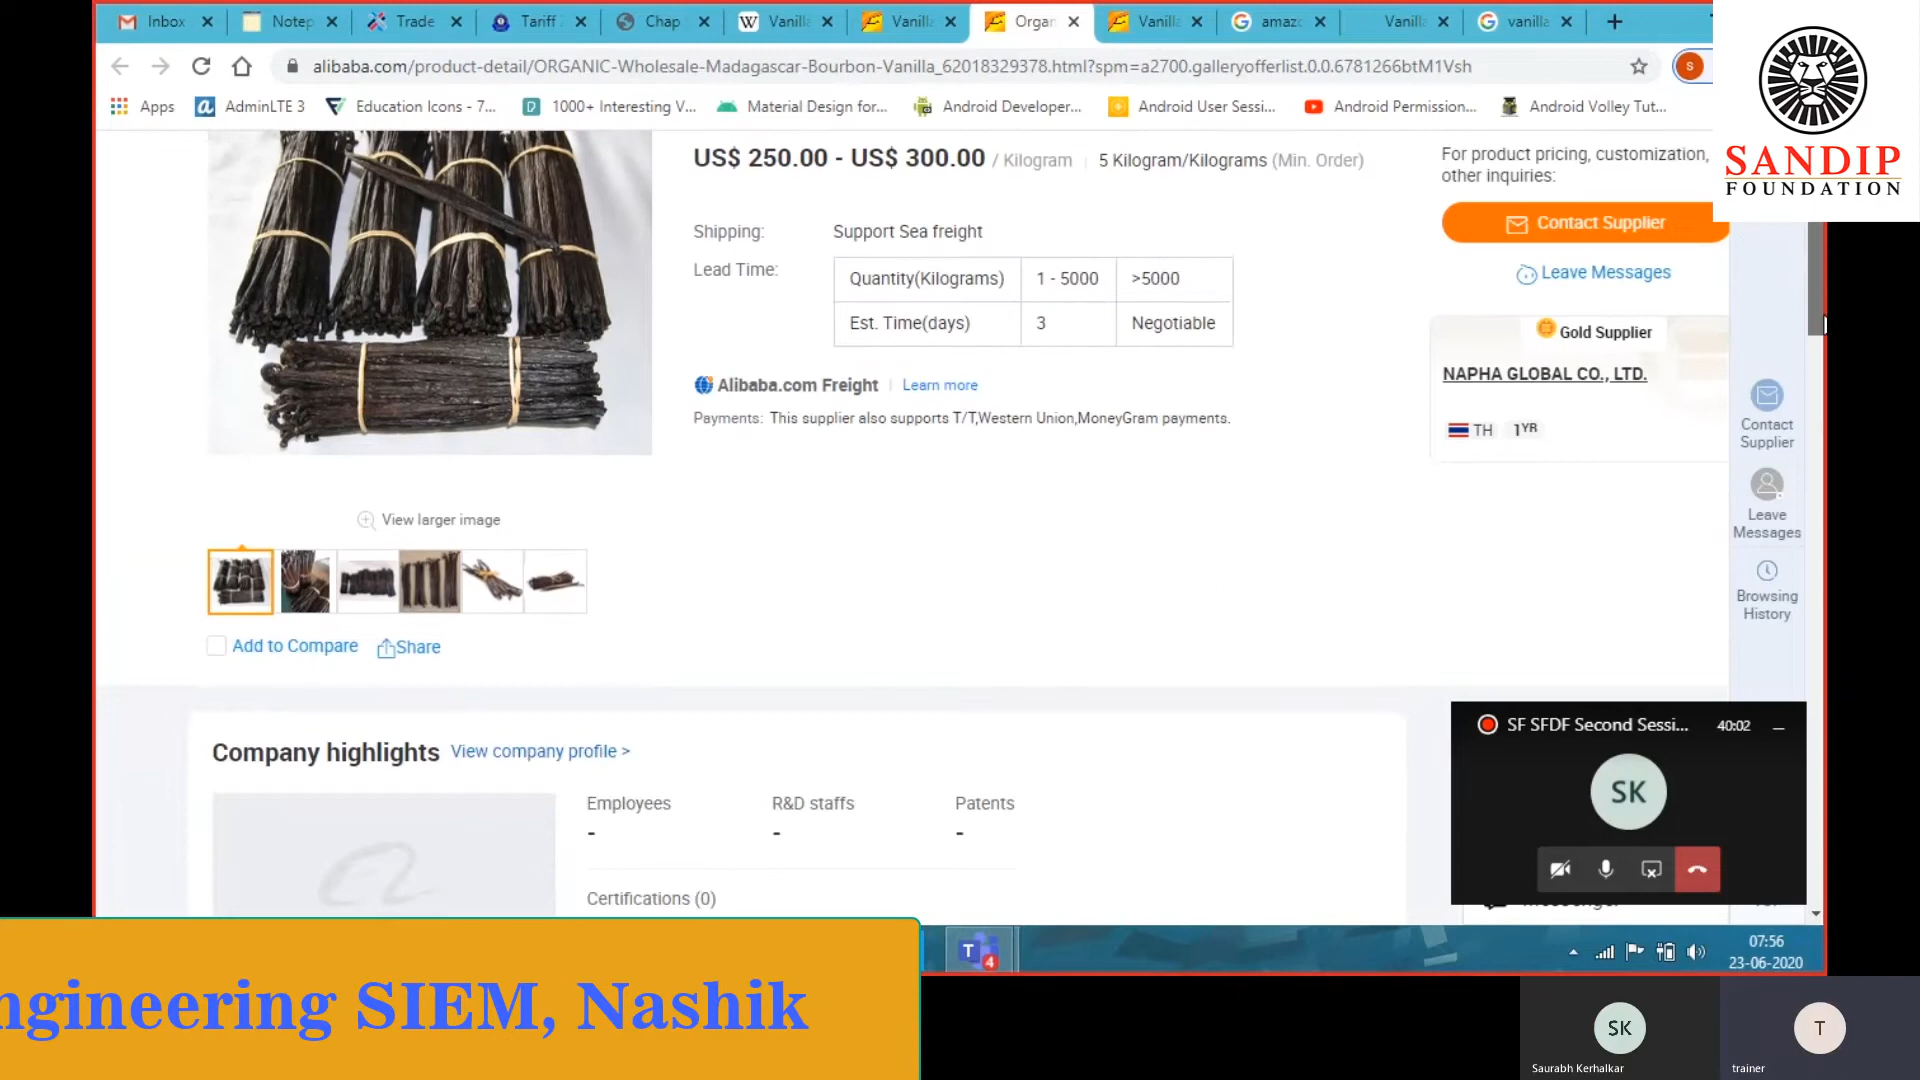 Inbox
Notep
Trade
Tariff
Chap
Vanilla
Vanilla
Organ
Vanilla
amazo
Vanilla
vanilla
alibaba.com/product-detail/ORGANIC-Wholesale-Madagascar-Bourbon-Vanilla_62018329378.html?spm=a2700.galleryofferlist.0.0.6781266btM1Vsh
S
Apps
AdminLTE 3
Education Icons - 7...
1000+ Interesting V...
Material Design for...
Android Developer...
Android User Sessi...
Android Permission...
Android Volley Tut...
SANDIP
FOUNDATION
US$ 250.00 - US$ 300.00 / Kilogram
5 Kilogram/Kilograms (Min. Order)
Shipping: Support Sea freight
Lead Time:
Quantity(Kilograms) 1 - 5000 >5000
Est. Time(days) 3 Negotiable
Alibaba.com Freight Learn more
Payments: This supplier also supports T/T,Western Union,MoneyGram payments.
For product pricing, customization,
other inquiries:
Contact Supplier
Leave Messages
Gold Supplier
NAPHA GLOBAL CO., LTD.
TH 1YR
Contact
Supplier
Leave
Messages
Browsing
History
View larger image
Add to Compare Share
Company highlights View company profile >
Employees R&D staffs Patents
- - -
Certifications (0)
SF SFDF Second Sessi... 40:02
SK
T
4
07:56
23-06-2020
ngineering SIEM, Nashik
SK
Saurabh Kerhalkar
T
trainer